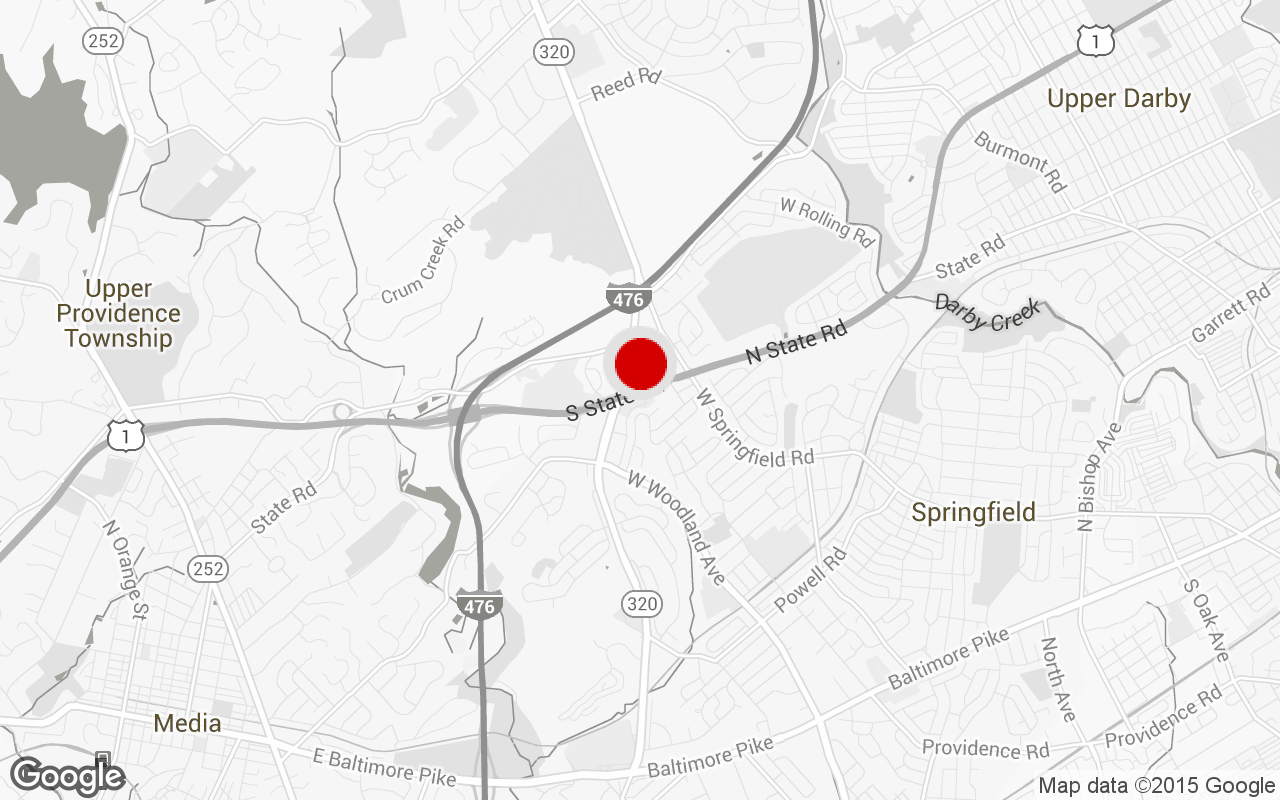 252
320
1
Reed Rd
Upper Darby
Burmont Rd
W Rolling Rd
Crum Creek Rd
State Rd
476
Upper
Providence
Township
Darby Creek
Garrett Rd
N State Rd
S State
W Springfield Rd
1
N Bishop Ave
State Rd
W Woodland Ave
Springfield
N Orange St
252
476
320
Powell Rd
S Oak Ave
Baltimore Pike
North Ave
Media
Providence Rd
Providence Rd
E Baltimore Pike
Baltimore Pike
Google
Map data ©2015 Google